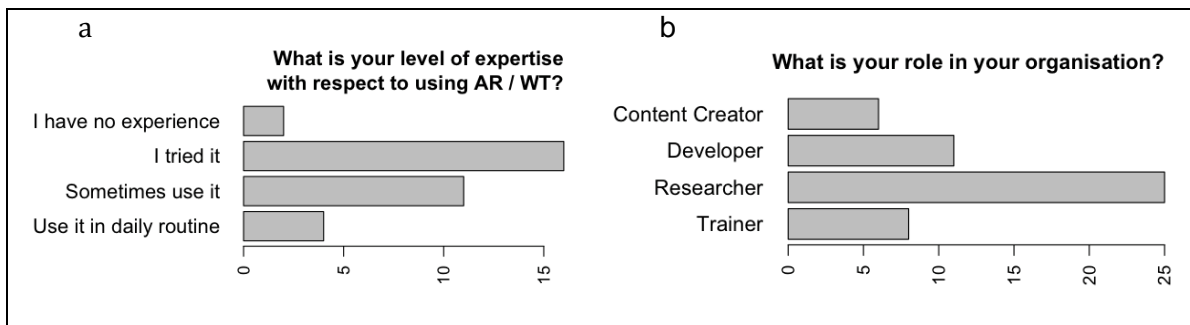 a
What is your level of expertise
with respect to using AR / WT?
I have no experience
I tried it
Sometimes use it
Use it in daily routine
0 5 10 15
b
What is your role in your organisation?
Content Creator
Developer
Researcher
Trainer
0 5 10 15 20 25